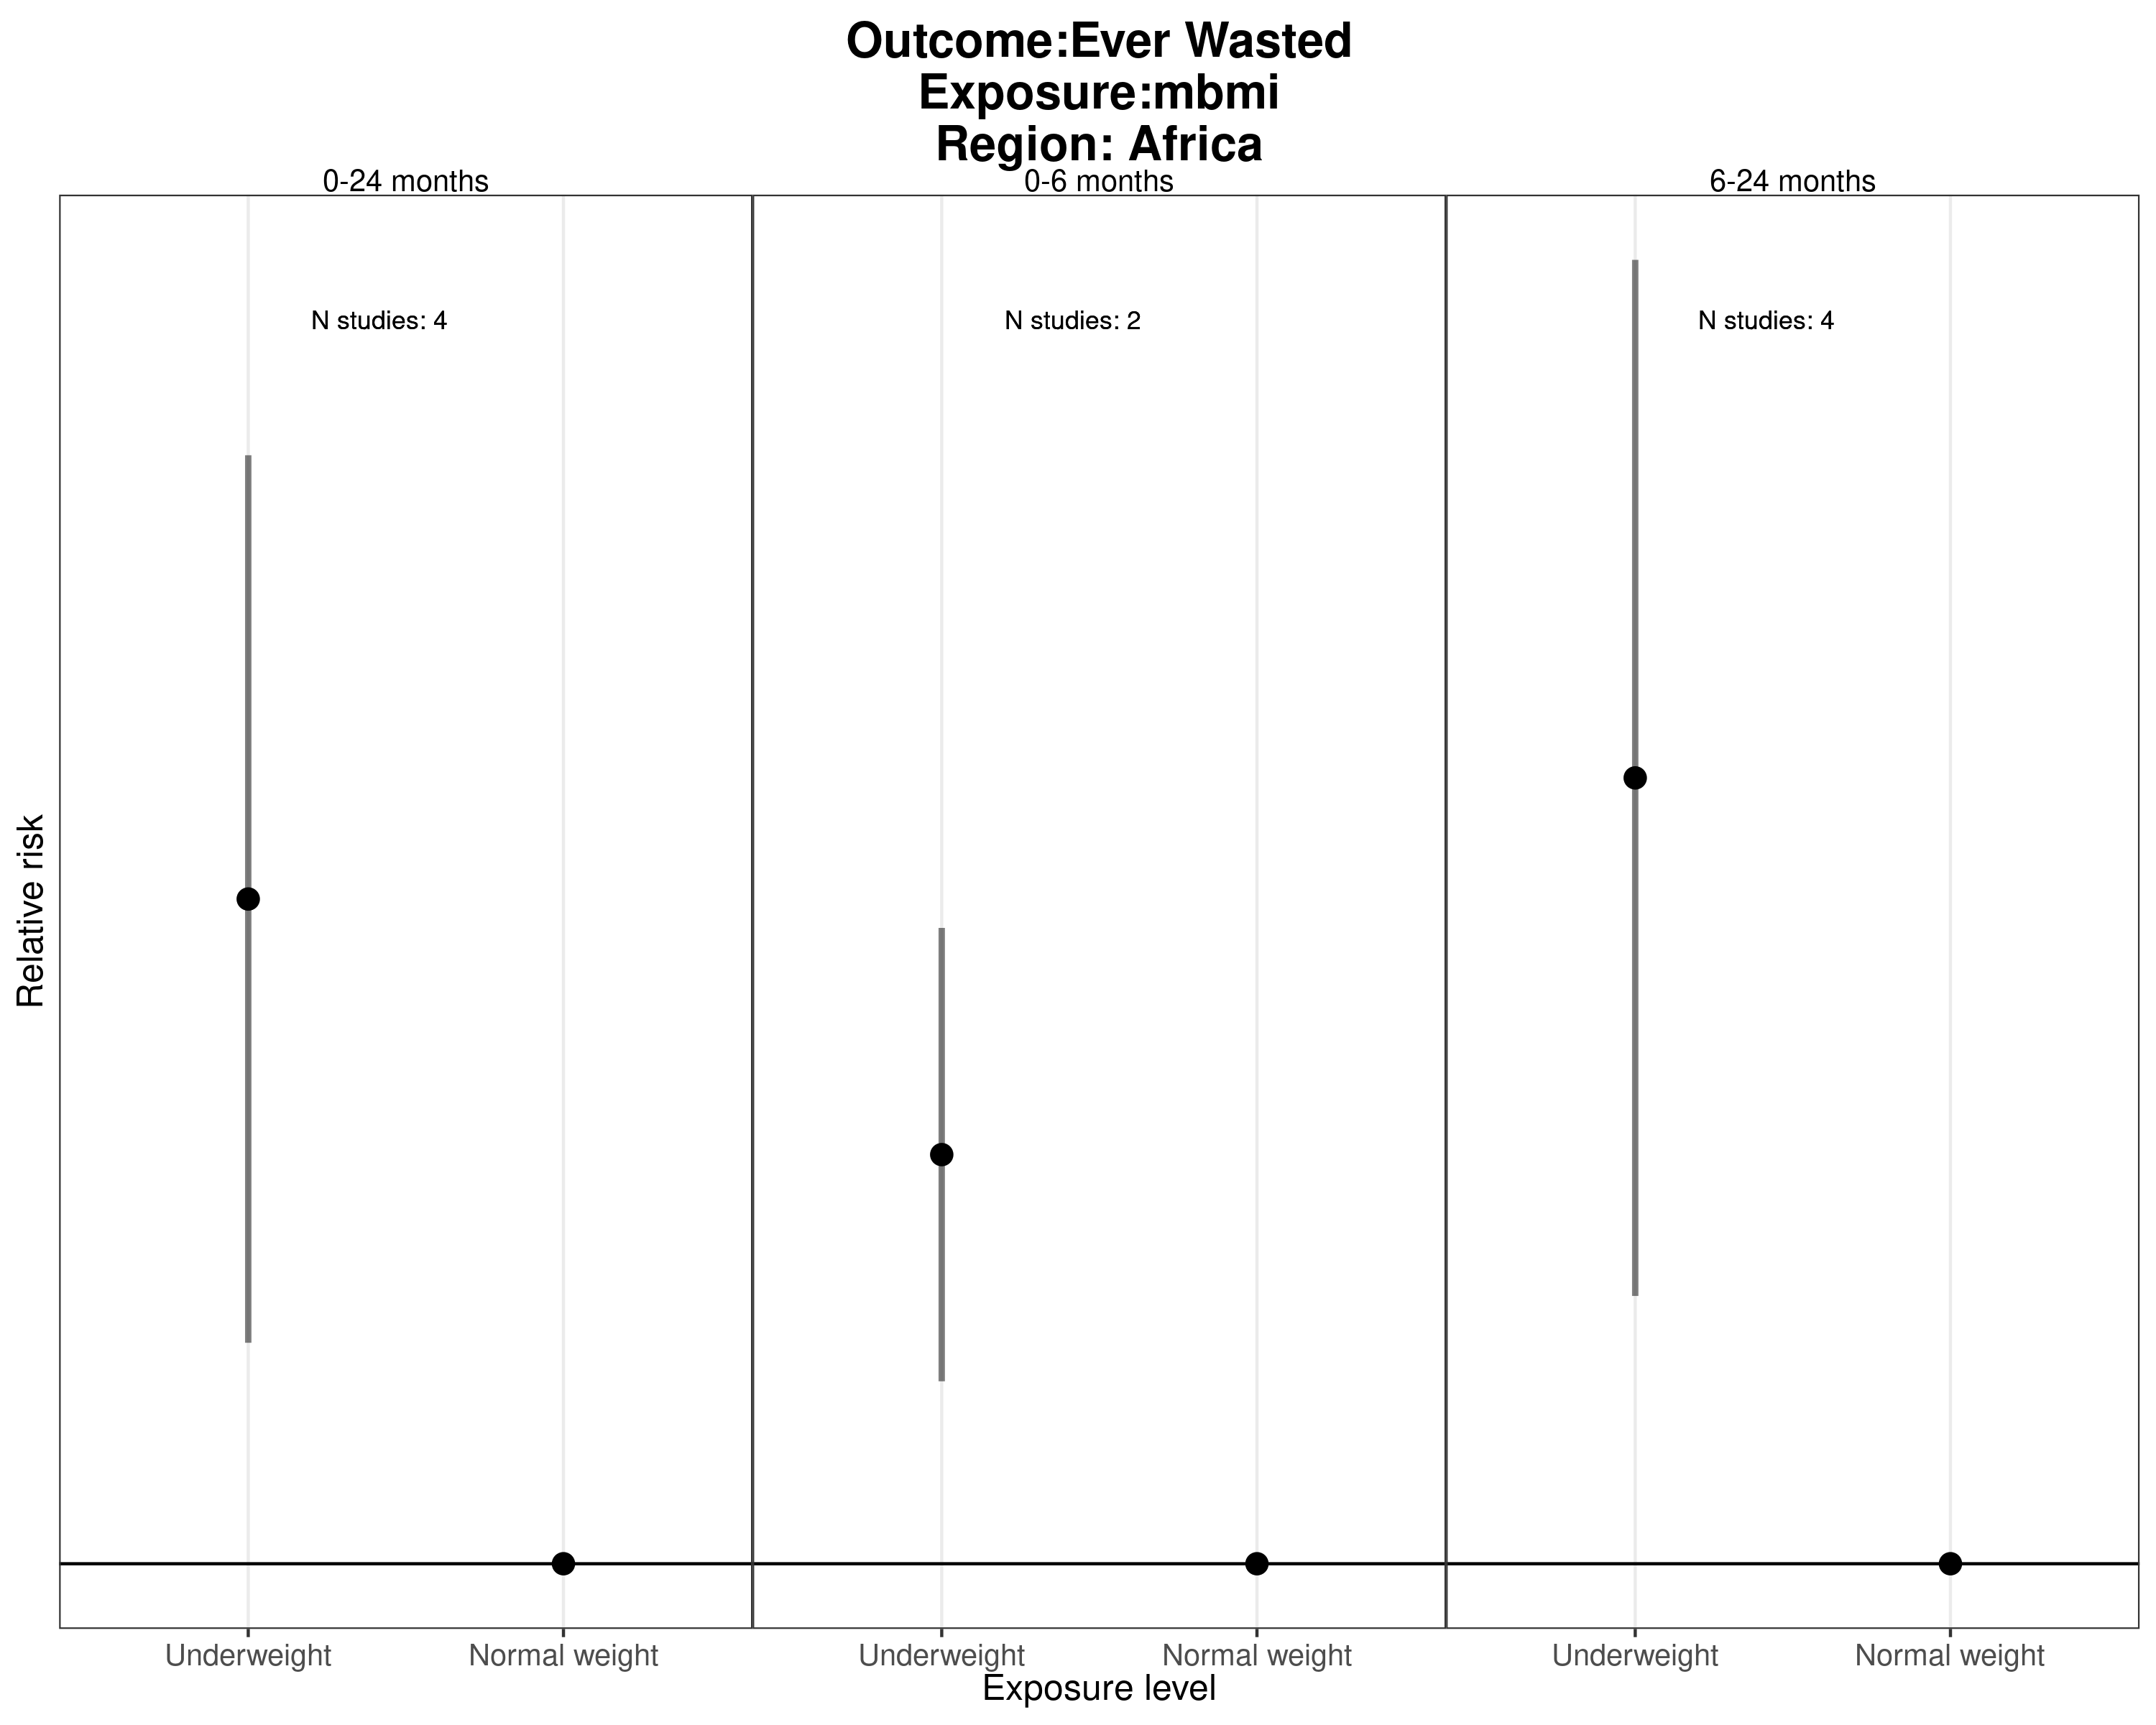 Outcome:Ever Wasted
Exposure:mbmi
Region: Africa
0-24 months
0-6 months
6-24 months
N studies: 4
N studies: 2
N studies: 4
Relative risk
Underweight
Normal weight
Underweight
Normal weight
Underweight
Normal weight
Exposure level